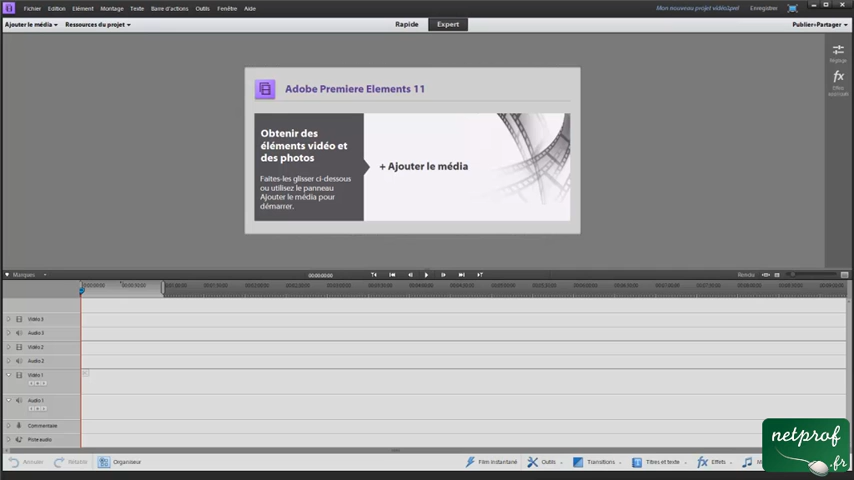 Fichier Edition Elément Montage Texte Barre d'actions Outils Fenêtre Aide
Mon nouveau projet vidéo2.prel Enregistrer
Ajouter le média Ressources du projet Rapide Expert Publier+Partager
Réglage
fx
Adobe Premiere Elements 11
Obtenir des
éléments vidéo et
des photos
+ Ajouter le média
Faites-les glisser ci-dessous
ou utilisez le panneau
Ajouter le média pour
démarrer.
Marques 00;00;00;00 Rendu
Vidéo 3
Audio 3
Vidéo 2
Audio 2
Vidéo 1
Audio 1
Commentaire
Piste audio
Annuler Rétablir Organiseur Film instantané Outils Transitions Titres et texte fx Effets
netprof
.fr